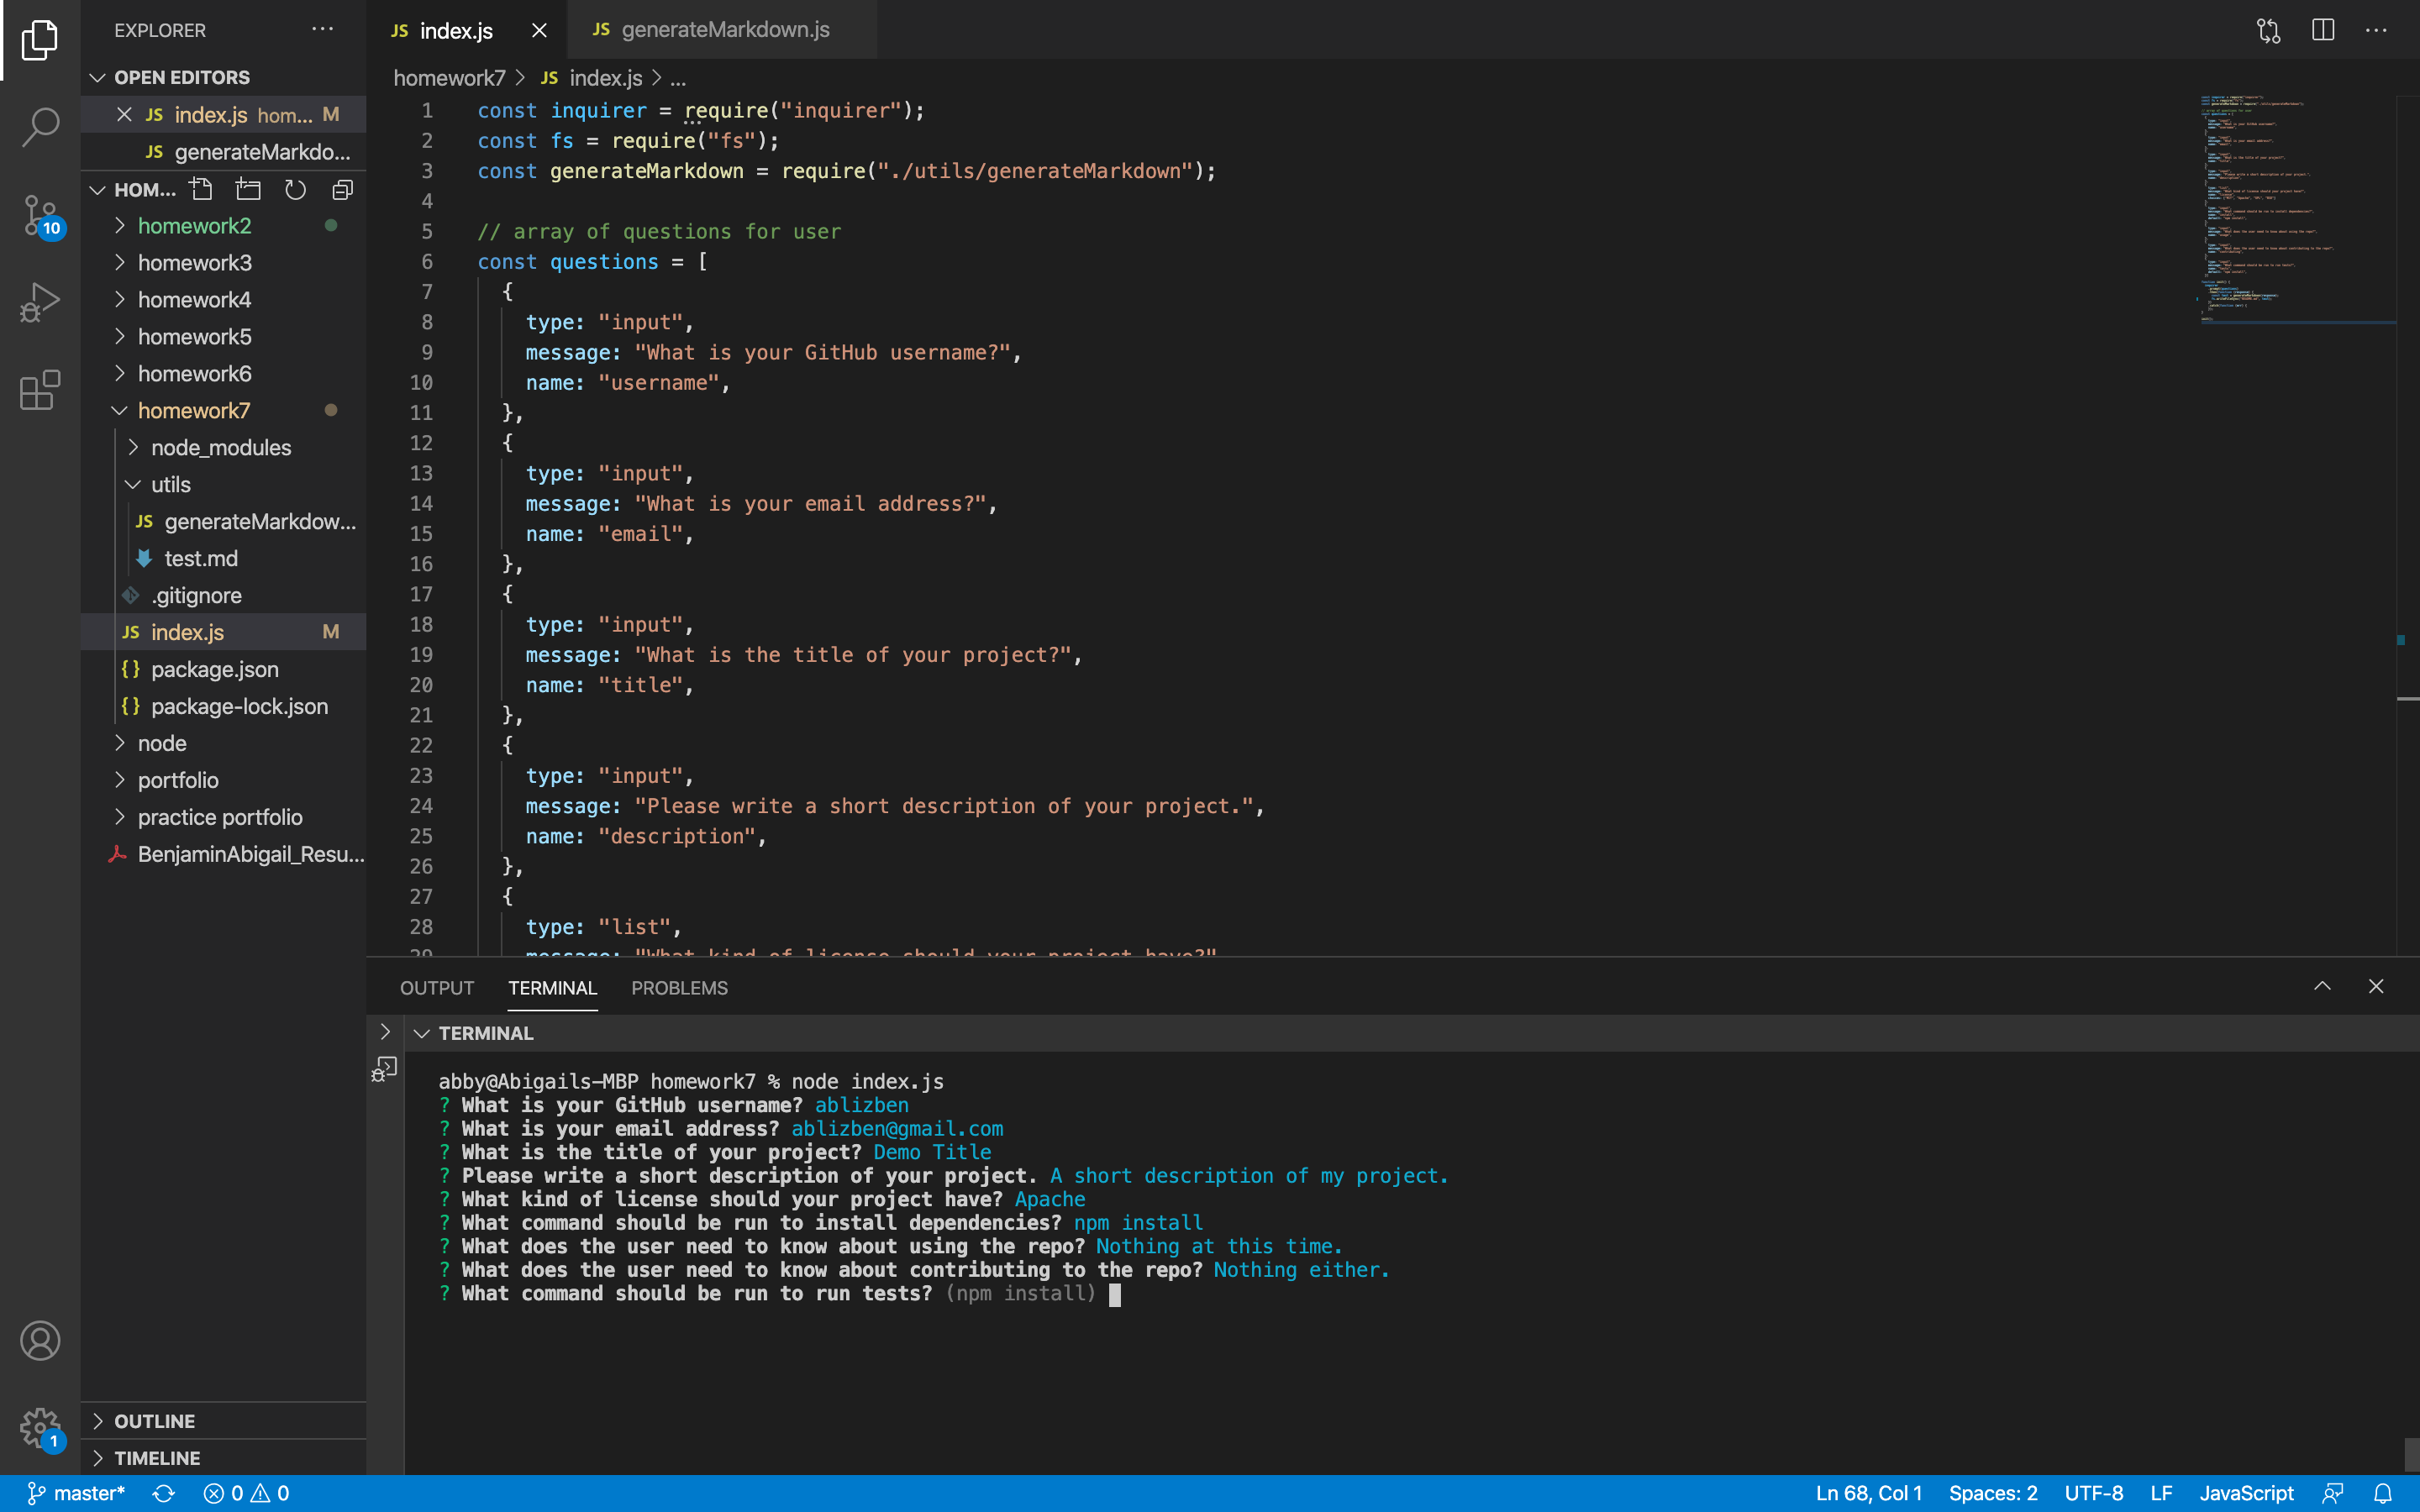 EXPLORER
OPEN EDITORS
JS index.js hom... M
JS generateMarkdo...
HOM...
homework2
homework3
homework4
homework5
homework6
homework7
node_modules
utils
JS generateMarkdow...
test.md
.gitignore
JS index.js M
{} package.json
{} package-lock.json
node
portfolio
practice portfolio
BenjaminAbigail_Resu...
OUTLINE
TIMELINE
10
1
JS index.js
JS generateMarkdown.js
homework7 > JS index.js > ...
1 const inquirer = require("inquirer");
2 const fs = require("fs");
3 const generateMarkdown = require("./utils/generateMarkdown");
4
5 // array of questions for user
6 const questions = [
7 {
8 type: "input",
9 message: "What is your GitHub username?",
10 name: "username",
11 },
12 {
13 type: "input",
14 message: "What is your email address?",
15 name: "email",
16 },
17 {
18 type: "input",
19 message: "What is the title of your project?",
20 name: "title",
21 },
22 {
23 type: "input",
24 message: "Please write a short description of your project.",
25 name: "description",
26 },
27 {
28 type: "list",
29 message: "What kind of license should your project have?"
OUTPUT TERMINAL PROBLEMS
TERMINAL
abby@Abigails-MBP homework7 % node index.js
? What is your GitHub username? ablizben
? What is your email address? ablizben@gmail.com
? What is the title of your project? Demo Title
? Please write a short description of your project. A short description of my project.
? What kind of license should your project have? Apache
? What command should be run to install dependencies? npm install
? What does the user need to know about using the repo? Nothing at this time.
? What does the user need to know about contributing to the repo? Nothing either.
? What command should be run to run tests? (npm install)
master* 0 0 Ln 68, Col 1 Spaces: 2 UTF-8 LF JavaScript